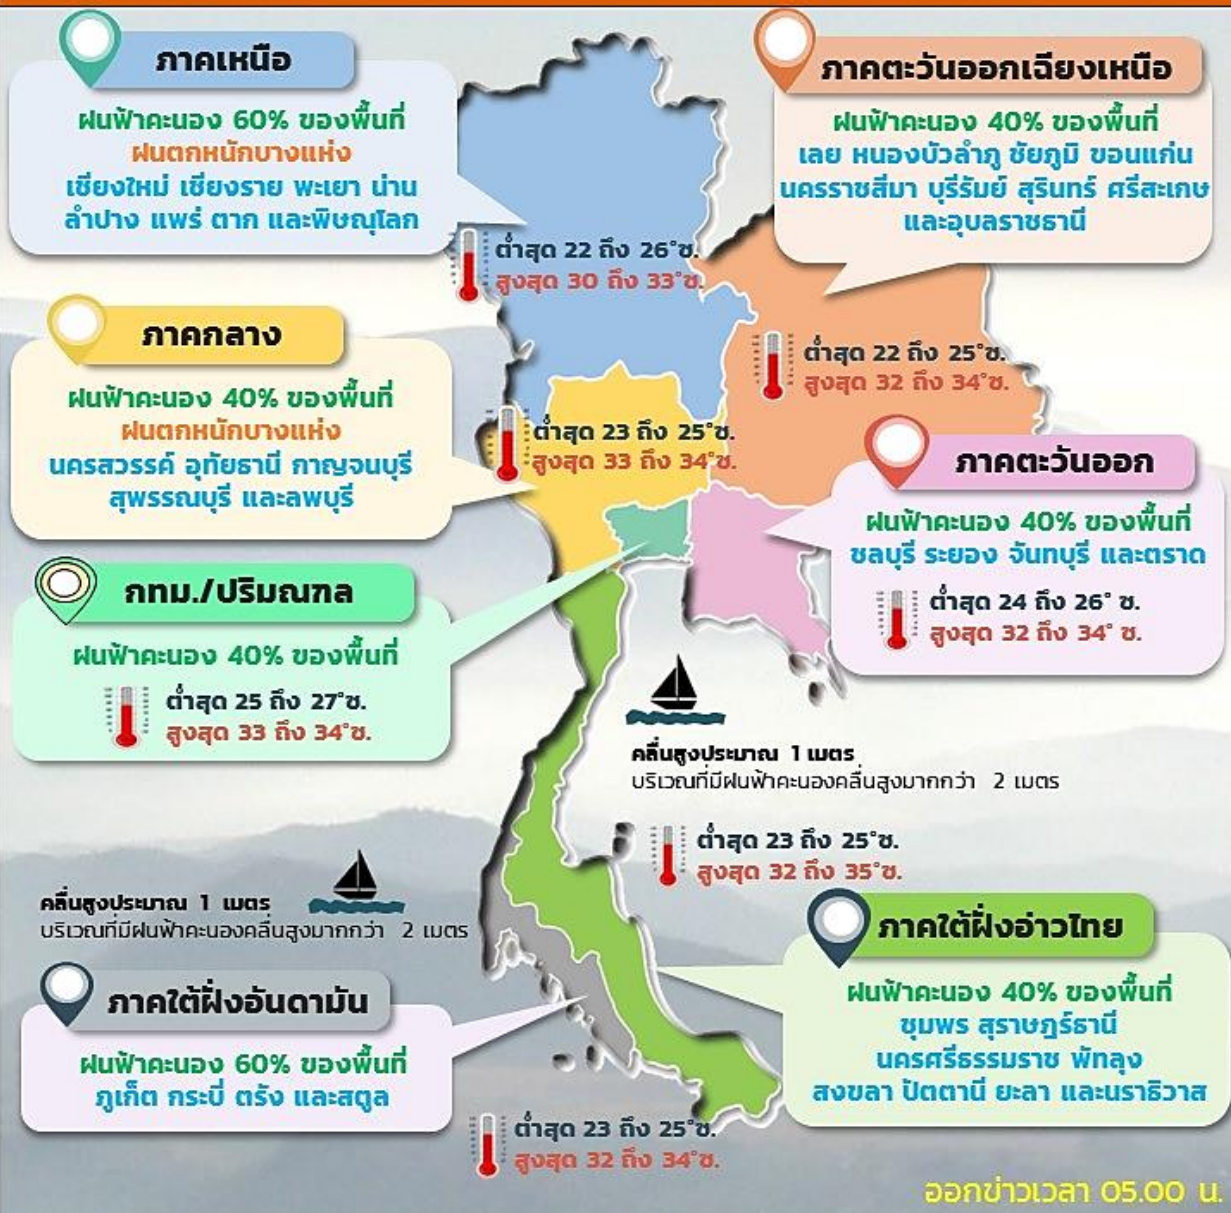 ภาคเหนือ
ฝนฟ้าคะนอง 60% ของพื้นที่
ฝนตกหนักบางแห่ง
เชียงใหม่ เชียงราย พะเยา น่าน
ลำปาง แพร่ ตาก และพิษณุโลก
ต่ำสุด 22 ถึง 26°ซ.
สูงสุด 30 ถึง 33°ซ.
ภาคตะวันออกเฉียงเหนือ
ฝนฟ้าคะนอง 40% ของพื้นที่
เลย หนองบัวลำภู ชัยภูมิ ขอนแก่น
นครราชสีมา บุรีรัมย์ สุรินทร์ ศรีสะเกษ
และอุบลราชธานี
ต่ำสุด 22 ถึง 25°ซ.
สูงสุด 32 ถึง 34°ซ.
ภาคกลาง
ฝนฟ้าคะนอง 40% ของพื้นที่
ฝนตกหนักบางแห่ง
นครสวรรค์ อุทัยธานี กาญจนบุรี
สุพรรณบุรี และลพบุรี
ต่ำสุด 23 ถึง 25°ซ.
สูงสุด 33 ถึง 34°ซ.
ภาคตะวันออก
ฝนฟ้าคะนอง 40% ของพื้นที่
ชลบุรี ระยอง จันทบุรี และตราด
ต่ำสุด 24 ถึง 26° ซ.
สูงสุด 32 ถึง 34° ซ.
กทม./ปริมณฑล
ฝนฟ้าคะนอง 40% ของพื้นที่
ต่ำสุด 25 ถึง 27°ซ.
สูงสุด 33 ถึง 34°ซ.
คลื่นสูงประมาณ 1 เมตร
บริเวณที่มีฝนฟ้าคะนองคลื่นสูงมากกว่า 2 เมตร
ต่ำสุด 23 ถึง 25°ซ.
สูงสุด 32 ถึง 35°ซ.
คลื่นสูงประมาณ 1 เมตร
บริเวณที่มีฝนฟ้าคะนองคลื่นสูงมากกว่า 2 เมตร
ภาคใต้ฝั่งอ่าวไทย
ฝนฟ้าคะนอง 40% ของพื้นที่
ชุมพร สุราษฎร์ธานี
นครศรีธรรมราช พัทลุง
สงขลา ปัตตานี ยะลา และนราธิวาส
ภาคใต้ฝั่งอันดามัน
ฝนฟ้าคะนอง 60% ของพื้นที่
ภูเก็ต กระบี่ ตรัง และสตูล
ต่ำสุด 23 ถึง 25°ซ.
สูงสุด 32 ถึง 34°ซ.
ออกข่าวเวลา 05.00 น.